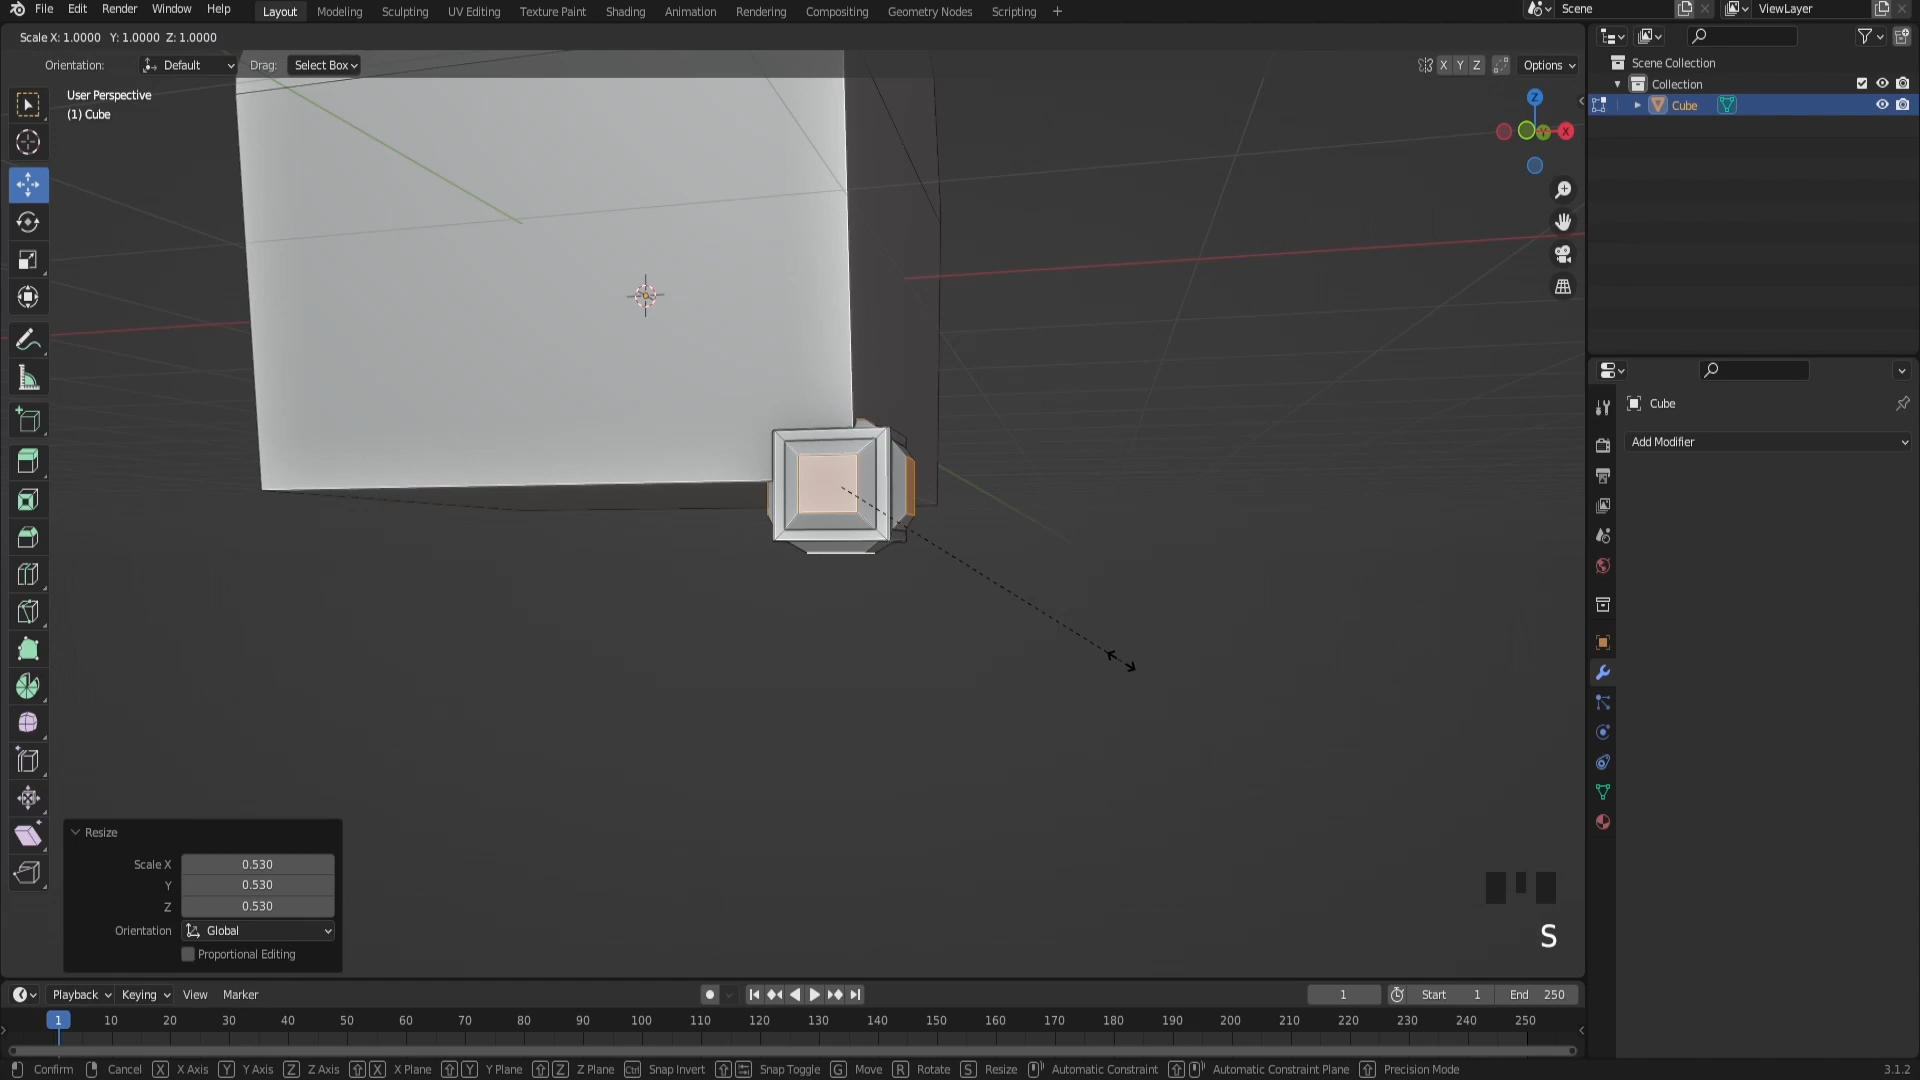 File Edit Render Window Help Layout Modeling Sculpting UV Editing Texture Paint Shading Animation Rendering Compositing Geometry Nodes Scripting + Scene ViewLayer
Scale X: 1.0000 Y: 1.0000 Z: 1.0000
Orientation: Default Drag: Select Box X Y Z Options
User Perspective
(1) Cube
Z
Y X
Scene Collection
Collection
Cube
Cube
Add Modifier
Resize
Scale X 0.530
Y 0.530
Z 0.530
Orientation Global
Proportional Editing
S
Playback Keying View Marker 1 Start 1 End 250
1 10 20 30 40 50 60 70 80 90 100 110 120 130 140 150 160 170 180 190 200 210 220 230 240 250
Confirm Cancel X X Axis Y Y Axis Z Z Axis X X Plane Y Y Plane Z Z Plane Ctrl Snap Invert Snap Toggle G Move R Rotate S Resize Automatic Constraint Automatic Constraint Plane Precision Mode 3.1.2